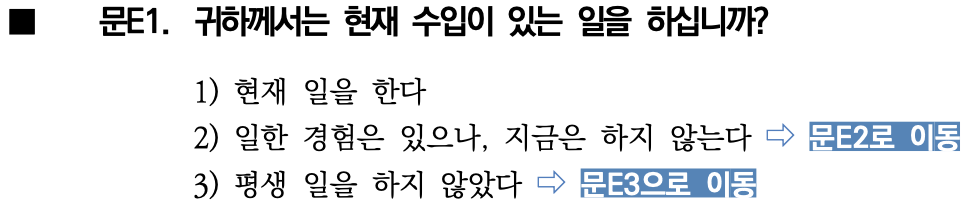 ■ 문E1. 귀하께서는 현재 수입이 있는 일을 하십니까?
1) 현재 일을 한다
2) 일한 경험은 있으나, 지금은 하지 않는다 ⇨ 문E2로 이동
3) 평생 일을 하지 않았다 ⇨ 문E3으로 이동